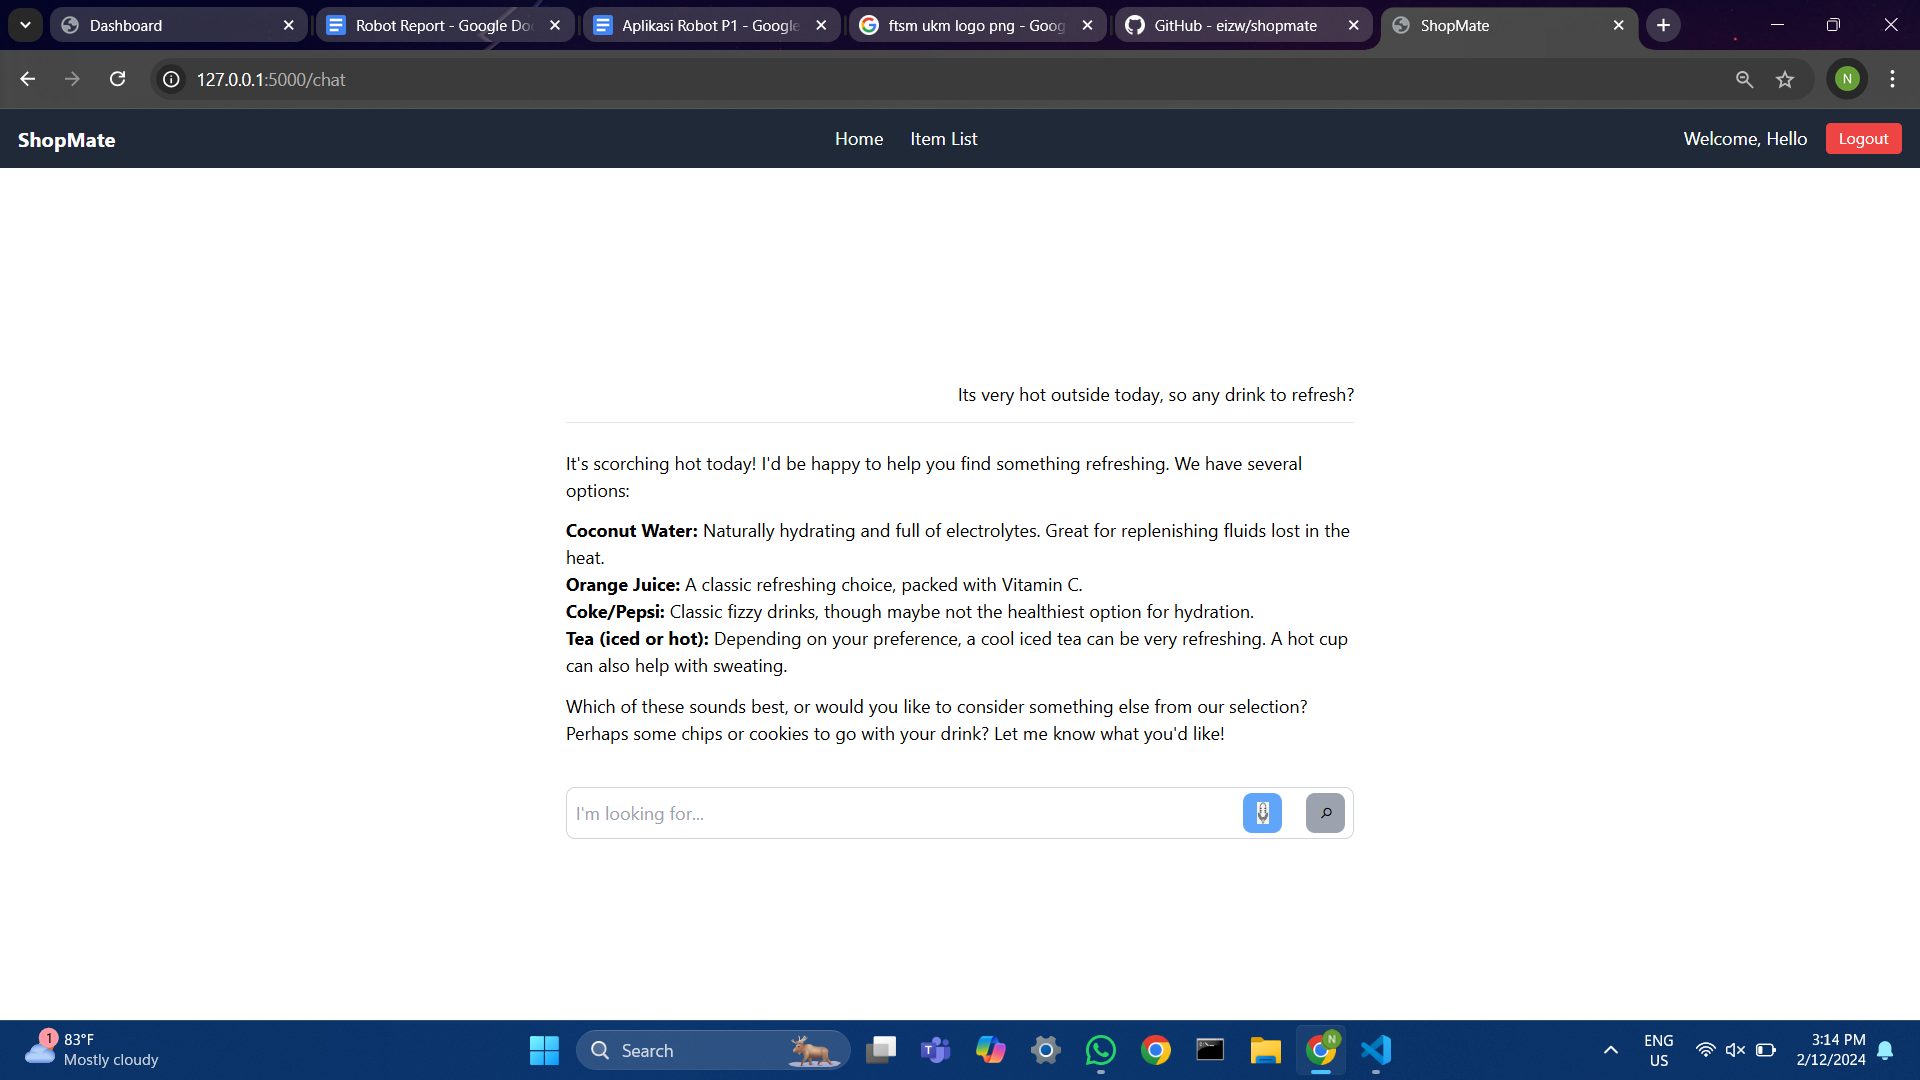 Dashboard
Robot Report - Google Do
Aplikasi Robot P1 - Google
ftsm ukm logo png - Goog
GitHub - eizw/shopmate
ShopMate
127.0.0.1:5000/chat
N
ShopMate
Home
Item List
Welcome, Hello
Logout
Its very hot outside today, so any drink to refresh?
It's scorching hot today! I'd be happy to help you find something refreshing. We have several
options:
Coconut Water: Naturally hydrating and full of electrolytes. Great for replenishing fluids lost in the
heat.
Orange Juice: A classic refreshing choice, packed with Vitamin C.
Coke/Pepsi: Classic fizzy drinks, though maybe not the healthiest option for hydration.
Tea (iced or hot): Depending on your preference, a cool iced tea can be very refreshing. A hot cup
can also help with sweating.
Which of these sounds best, or would you like to consider something else from our selection?
Perhaps some chips or cookies to go with your drink? Let me know what you'd like!
I'm looking for...
1
83°F
Mostly cloudy
Search
T
N
ENG
US
3:14 PM
2/12/2024